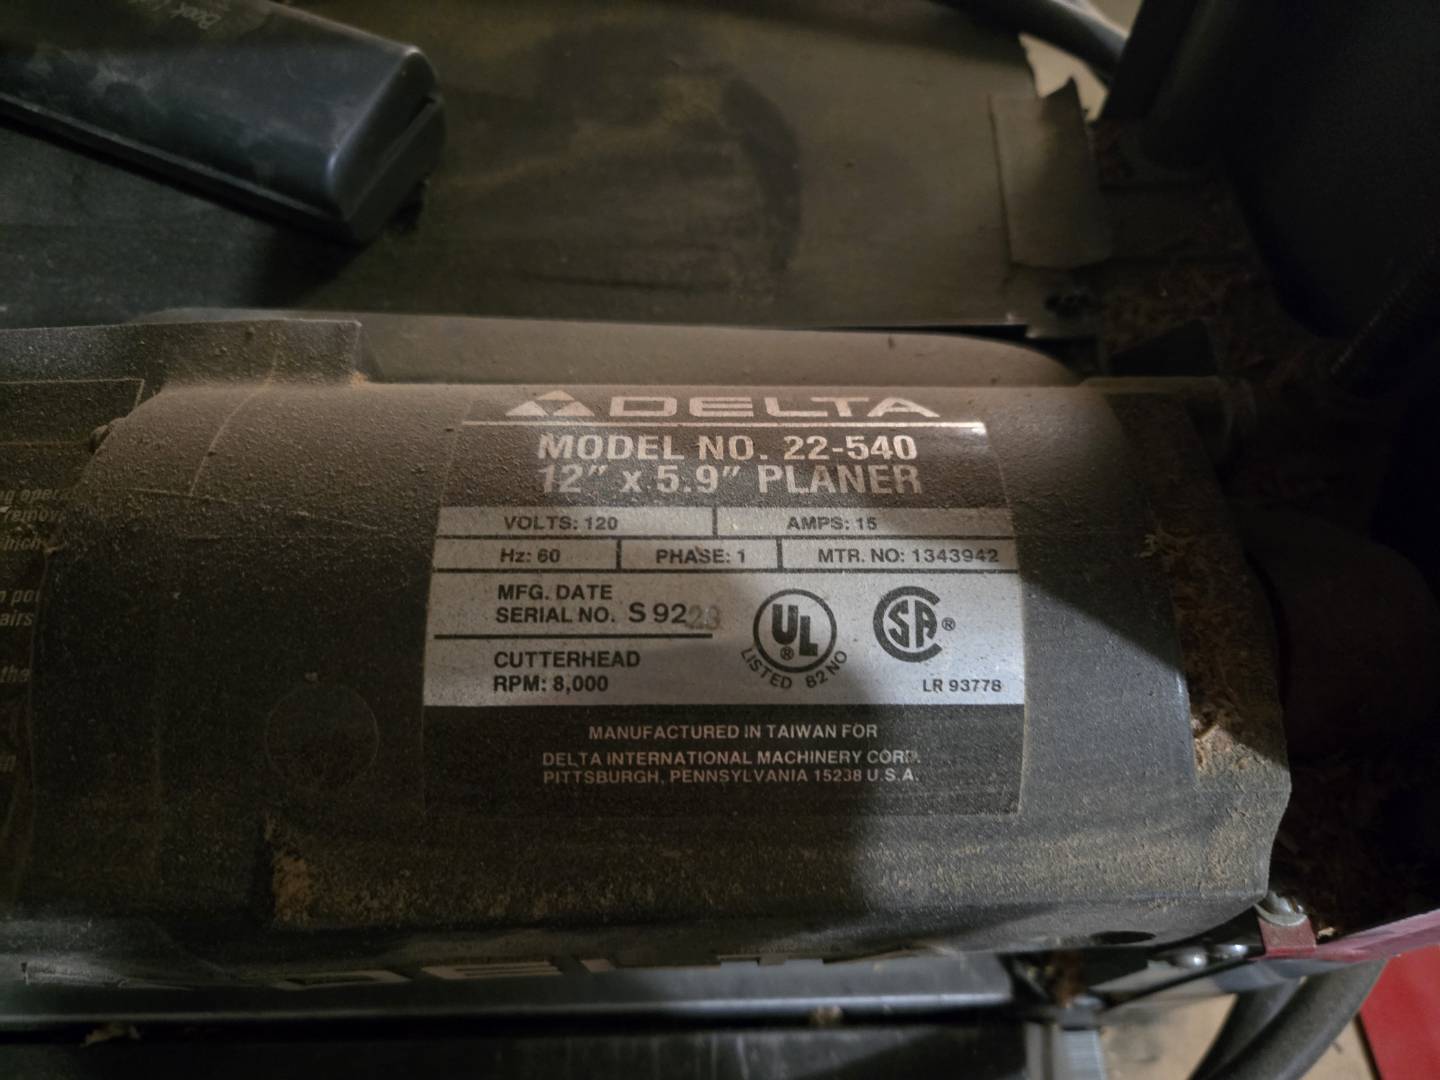 DELTA
MODEL NO. 22-540
12" x 5.9" PLANER
VOLTS: 120
AMPS: 15
Hz: 60
PHASE: 1
MTR. NO: 1343942
MFG. DATE
SERIAL NO. S 92
CUTTERHEAD
RPM: 8,000
UL
®
LISTED 82NO
SA ®
LR 93778
MANUFACTURED IN TAIWAN FOR
DELTA INTERNATIONAL MACHINERY CORP.
PITTSBURGH, PENNSYLVANIA 15238 U.S.A.
the
in